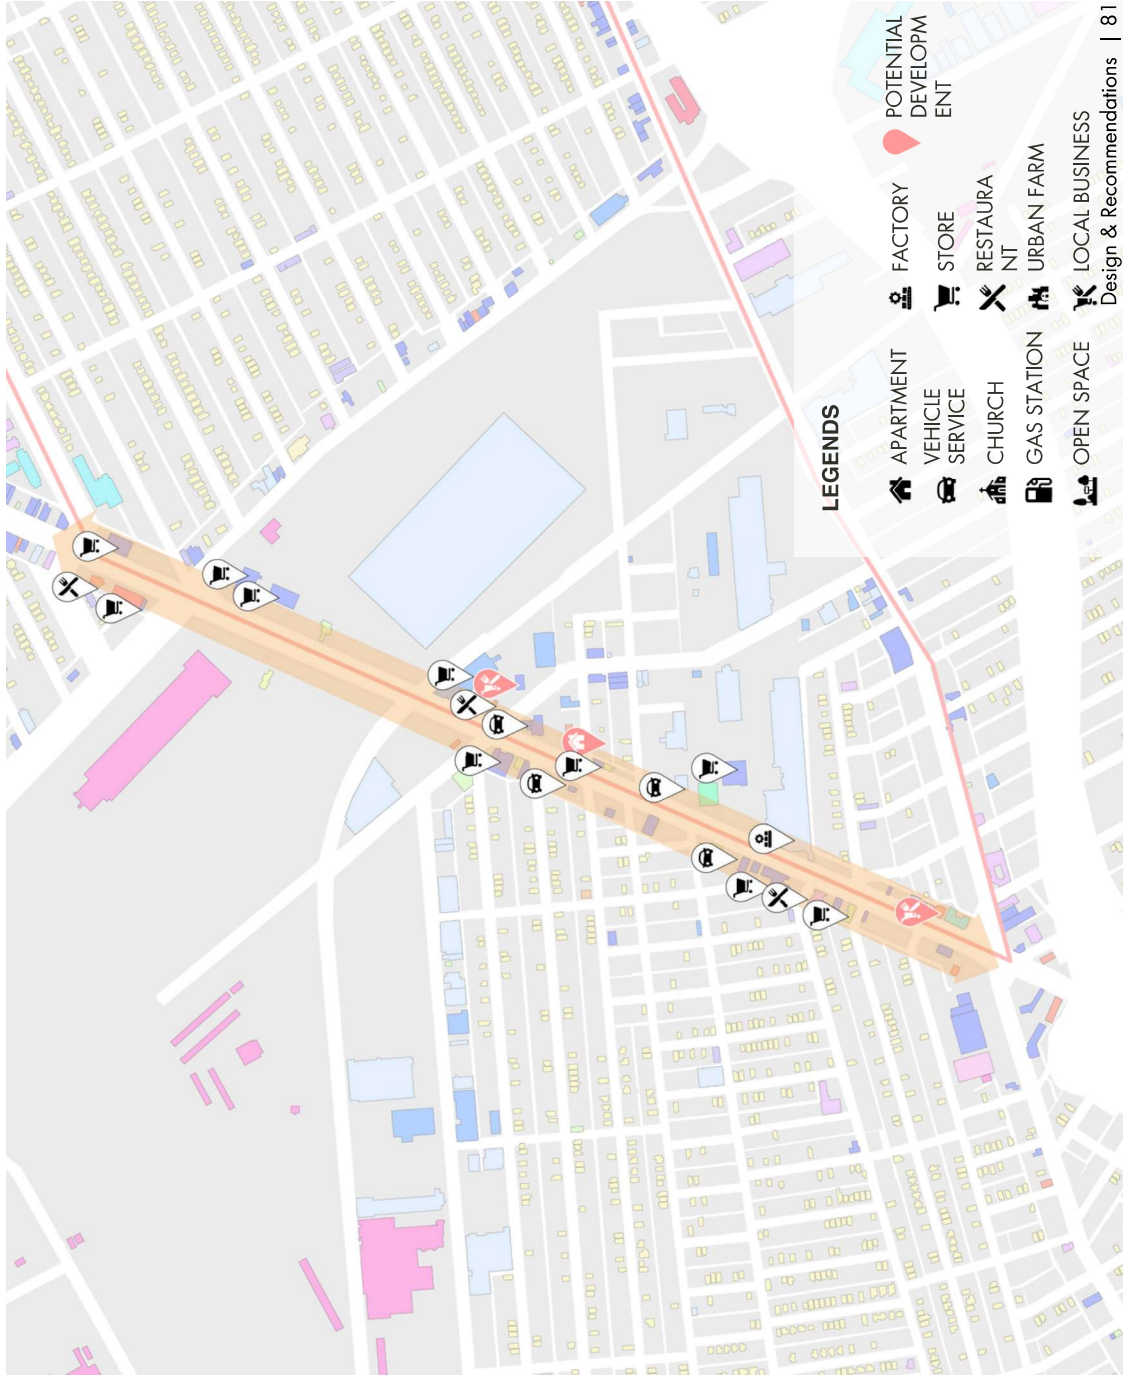 LEGENDS
APARTMENT
VEHICLE
SERVICE
CHURCH
GAS STATION
OPEN SPACE
FACTORY
STORE
RESTAURA
NT
URBAN FARM
LOCAL BUSINESS
POTENTIAL
DEVELOPM
ENT
Design & Recommendations | 81